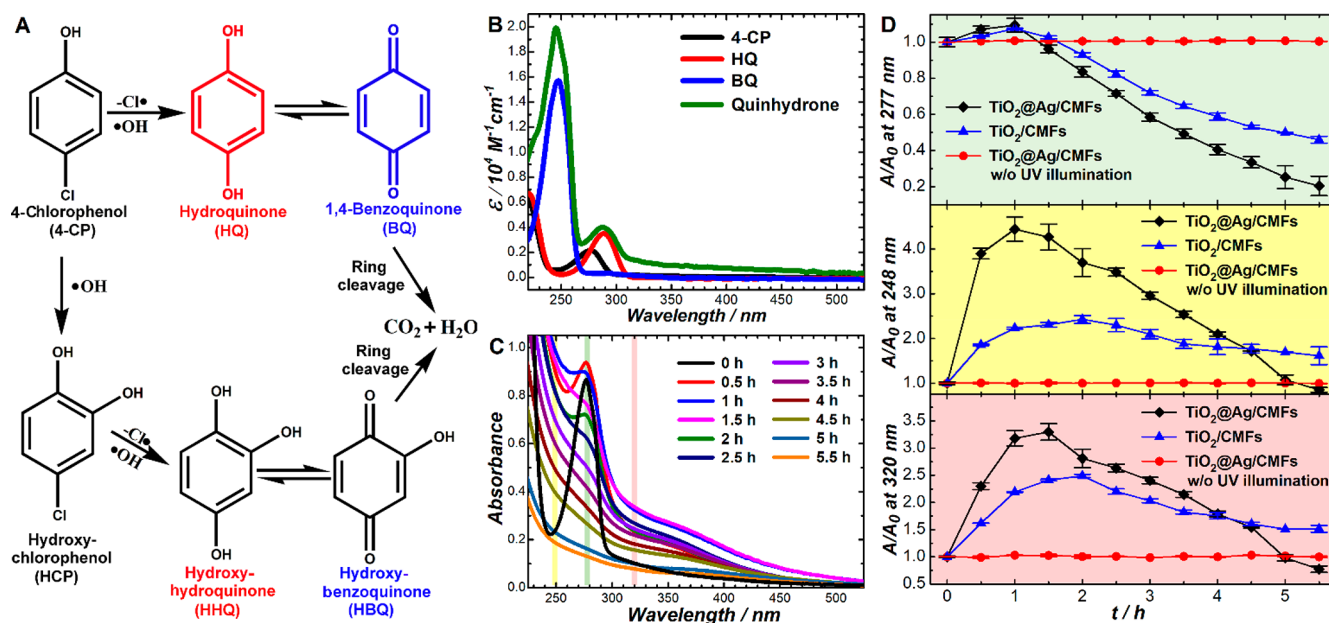 A
OH
-Cl•
•OH
Cl
4-Chlorophenol
(4-CP)
OH
OH
Hydroquinone
(HQ)
O
O
1,4-Benzoquinone
(BQ)
•OH
Ring
cleavage
CO2 + H2O
Ring
cleavage
OH
OH
Cl
Hydroxy-
chlorophenol
(HCP)
-Cl•
•OH
OH
OH
OH
Hydroxy-
hydroquinone
(HHQ)
O
OH
O
Hydroxy-
benzoquinone
(HBQ)
B
4-CP
HQ
BQ
Quinhydrone
ε / 10⁴ M⁻¹cm⁻¹
2.0
1.8
1.6
1.4
1.2
1.0
0.8
0.6
0.4
0.2
0.0
250 300 350 400 450 500
Wavelength / nm
C
0 h 3 h
0.5 h 3.5 h
1 h 4 h
1.5 h 4.5 h
2 h 5 h
2.5 h 5.5 h
Absorbance
1.0
0.8
0.6
0.4
0.2
0.0
250 300 350 400 450 500
Wavelength / nm
D
A/A0 at 277 nm
1.0
0.8
0.6
0.4
0.2
TiO2@Ag/CMFs
TiO2/CMFs
TiO2@Ag/CMFs
w/o UV illumination
A/A0 at 248 nm
4.0
3.0
2.0
1.0
TiO2@Ag/CMFs
TiO2/CMFs
TiO2@Ag/CMFs
w/o UV illumination
A/A0 at 320 nm
3.5
3.0
2.5
2.0
1.5
1.0
0.5
TiO2@Ag/CMFs
TiO2/CMFs
TiO2@Ag/CMFs
w/o UV illumination
0 1 2 3 4 5
t / h